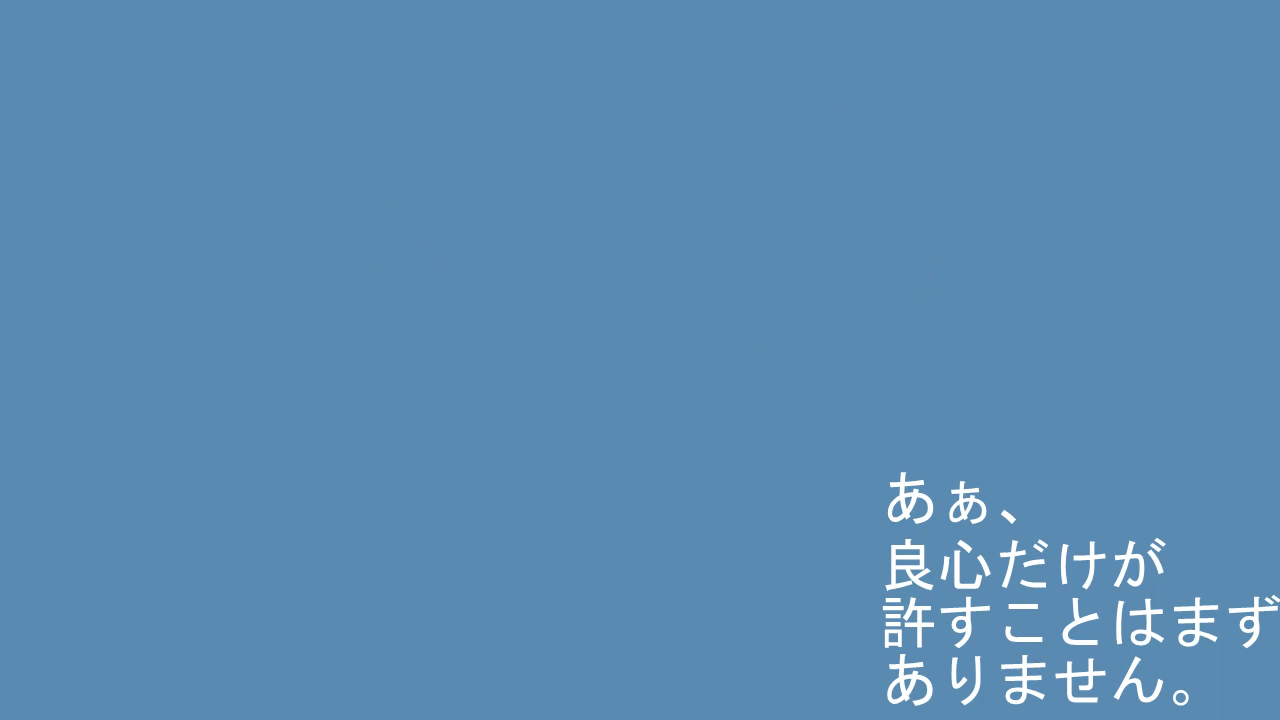 あぁ、
良心だけが
許すことはまず
ありません。